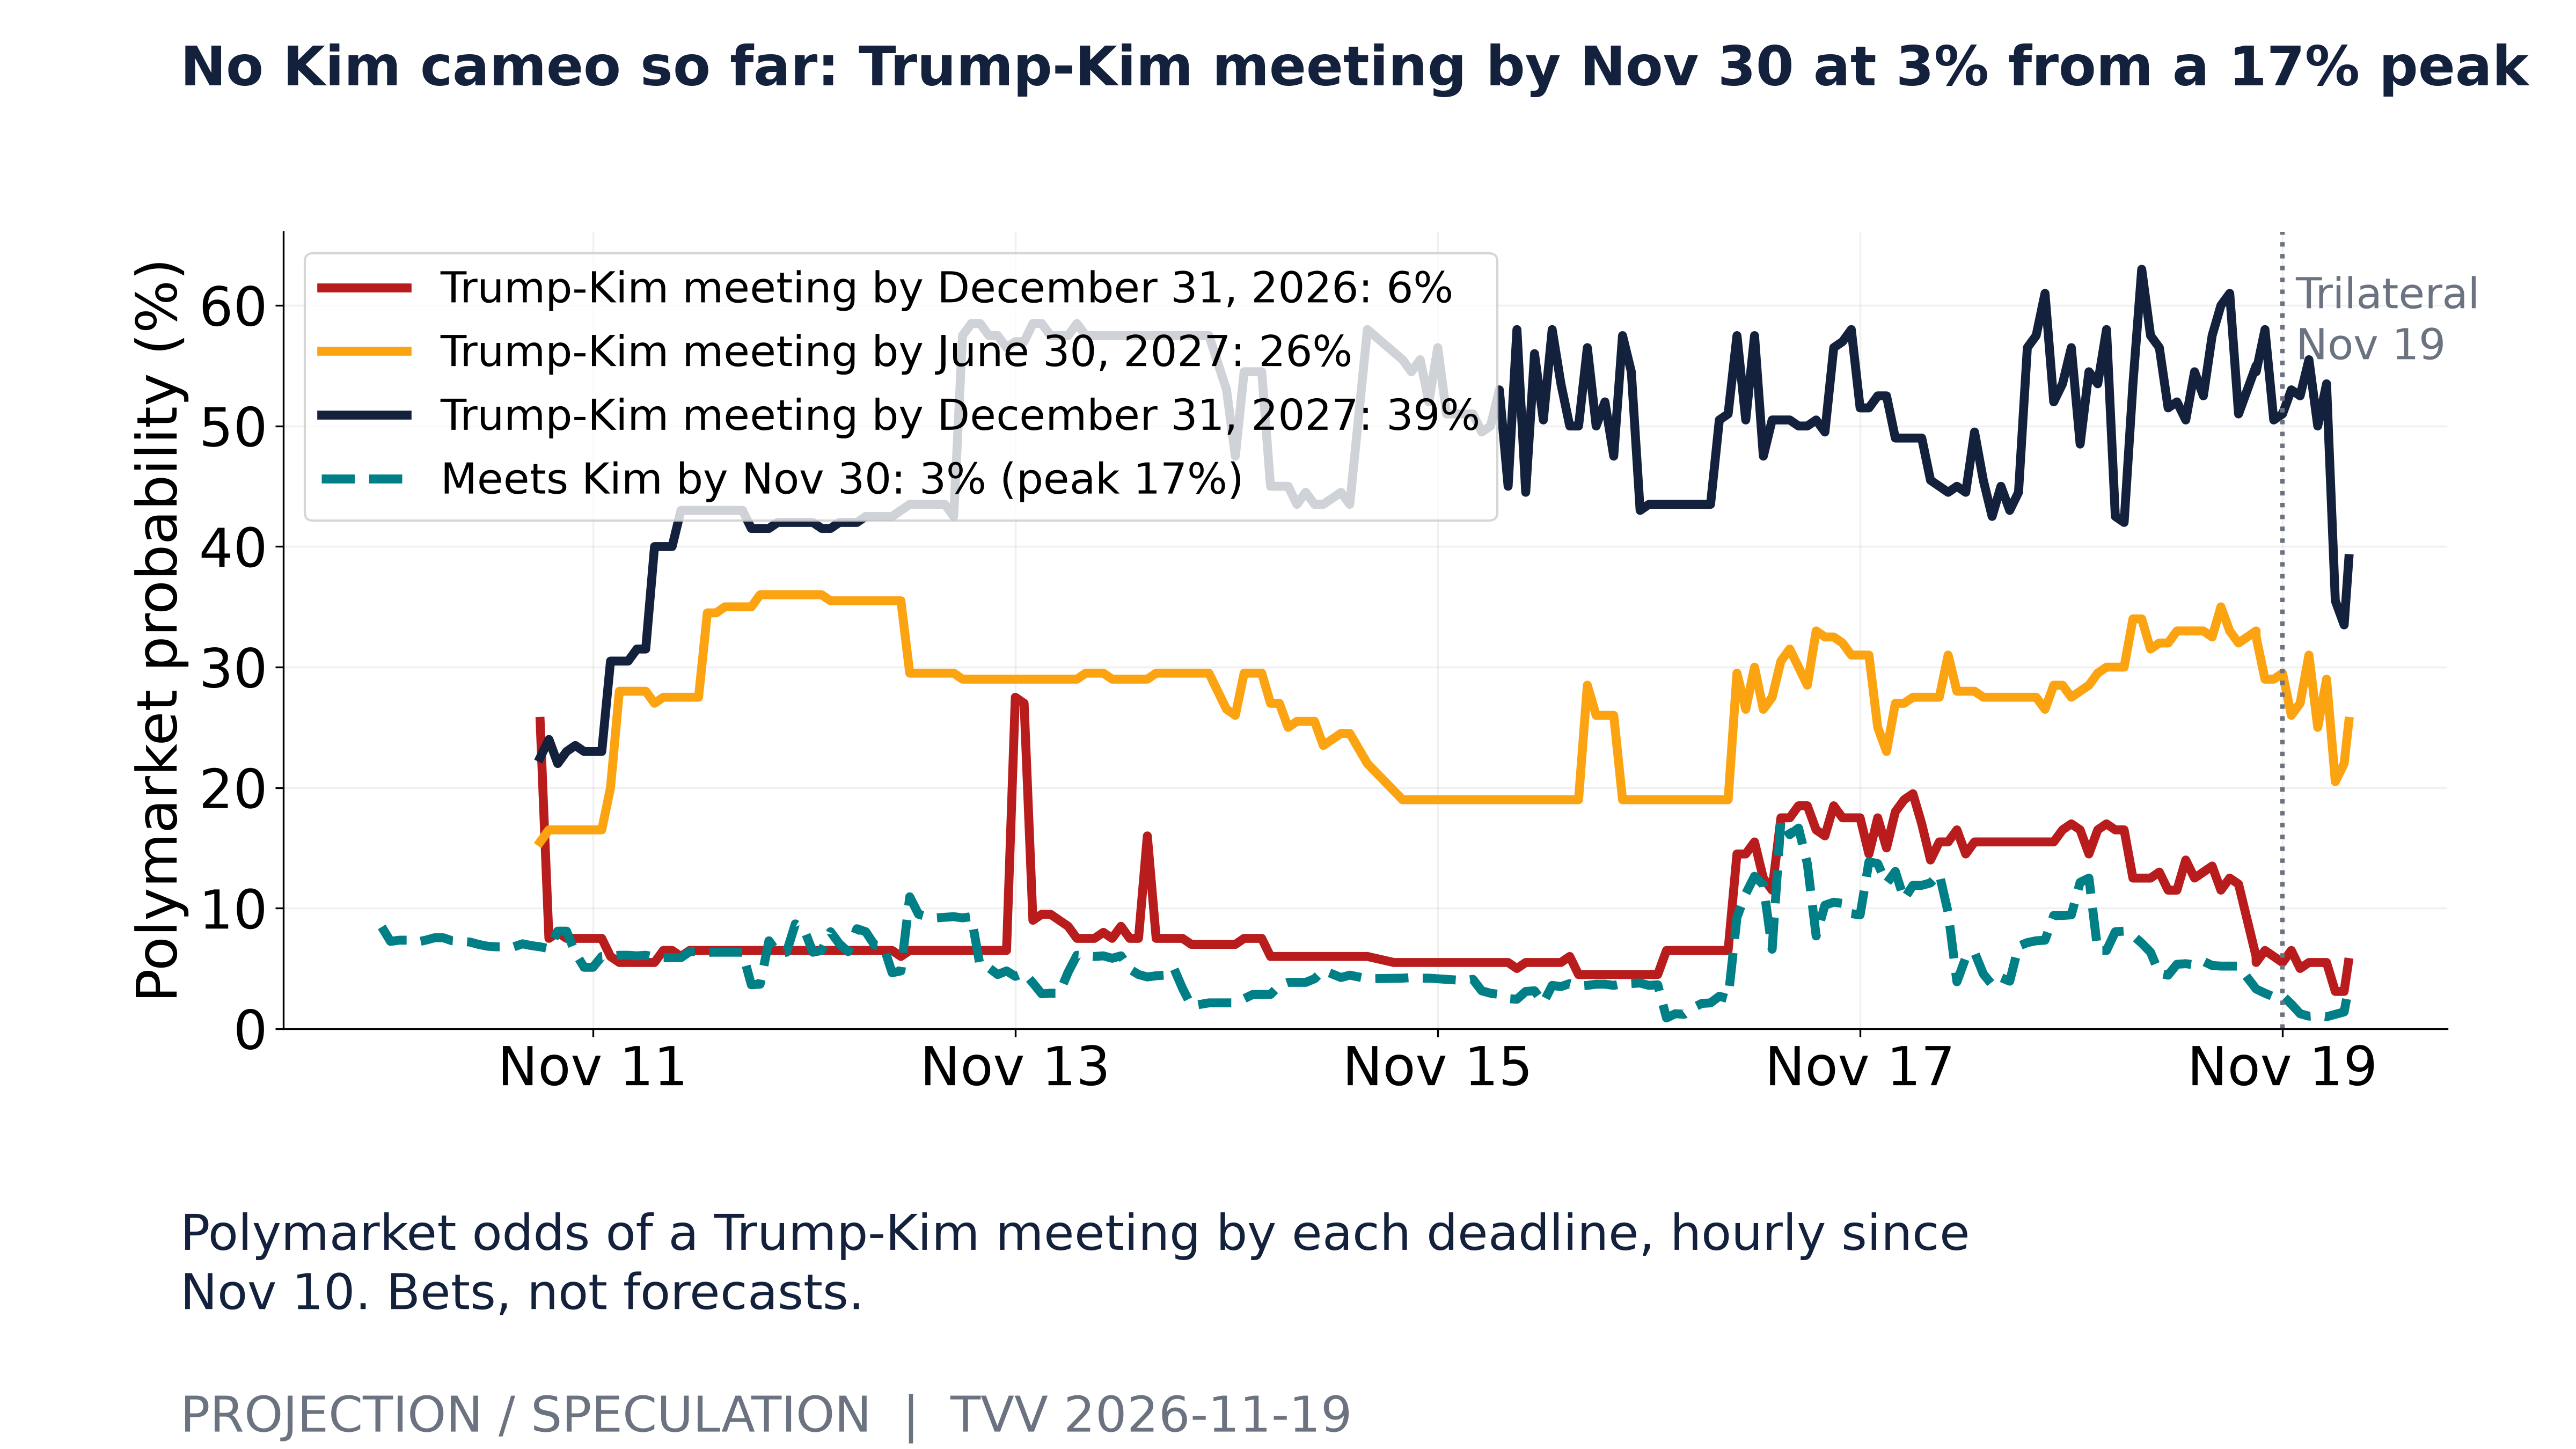 No Kim cameo so far: Trump-Kim meeting by Nov 30 at 3% from a 17% peak
Polymarket probability (%)
60
50
40
30
20
10
0
Trump-Kim meeting by December 31, 2026: 6%
Trump-Kim meeting by June 30, 2027: 26%
Trump-Kim meeting by December 31, 2027: 39%
Meets Kim by Nov 30: 3% (peak 17%)
Trilateral
Nov 19
Nov 11
Nov 13
Nov 15
Nov 17
Nov 19
Polymarket odds of a Trump-Kim meeting by each deadline, hourly since
Nov 10. Bets, not forecasts.
PROJECTION / SPECULATION | TVV 2026-11-19